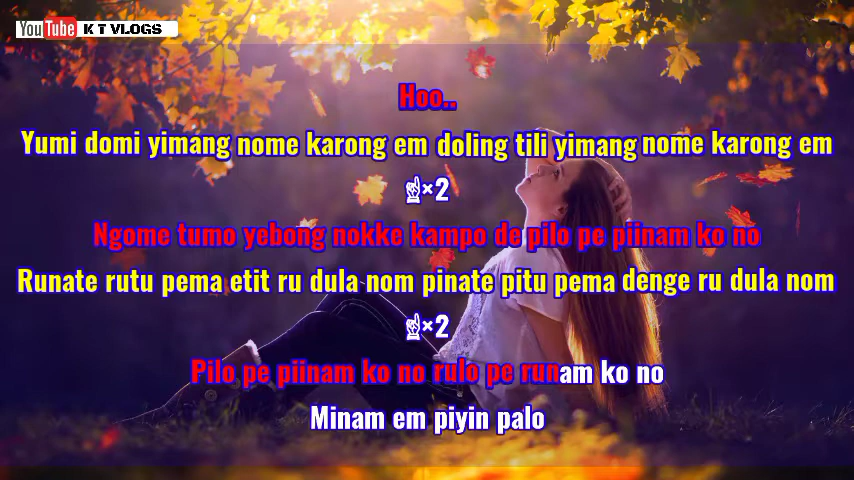 YouTube K T VLOGS
Hoo..
Yumi domi yimang nome karong em doling tili yimang nome karong em
☝×2
Ngome tumo yebong nokke kampo de pilo pe piinam ko no
Runate rutu pema etit ru dula nom pinate pitu pema denge ru dula nom
☝×2
Pilo pe piinam ko no rulo pe runam ko no
Minam em piyin palo